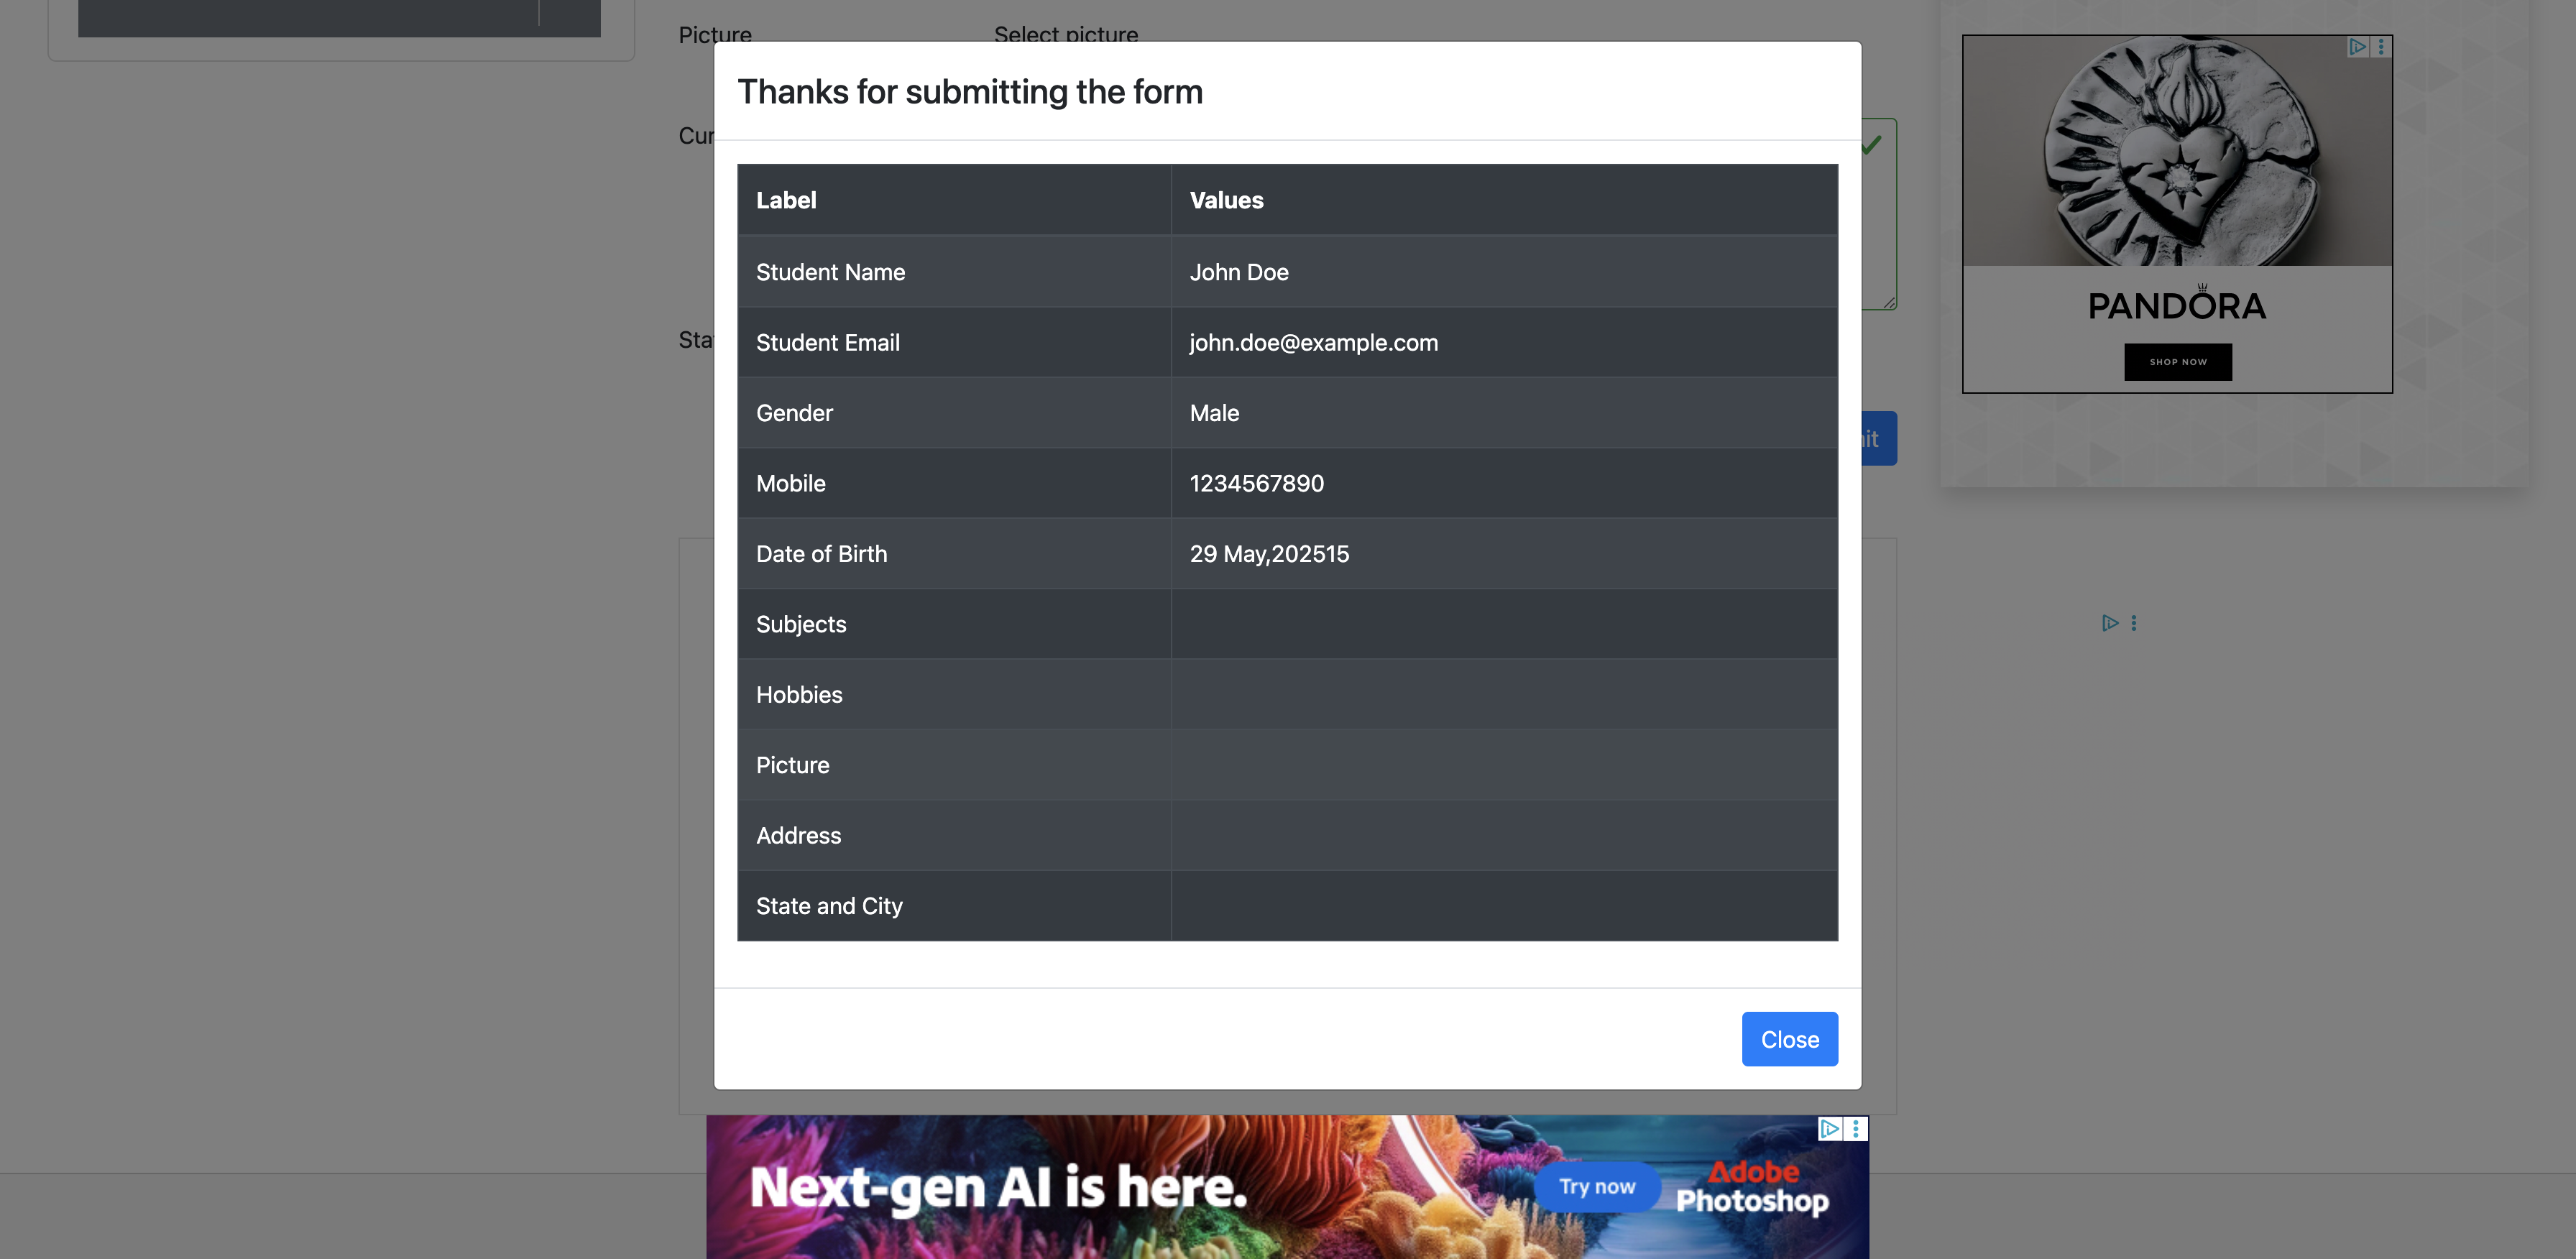 Picture
Select picture
Thanks for submitting the form
Cur
Label Values
Student Name John Doe
Student Email john.doe@example.com
Sta
Gender Male
Mobile 1234567890
Date of Birth 29 May,202515
Subjects
Hobbies
Picture
Address
State and City
Close
it
PANDORA
SHOP NOW
Next-gen AI is here.
Try now
Adobe
Photoshop